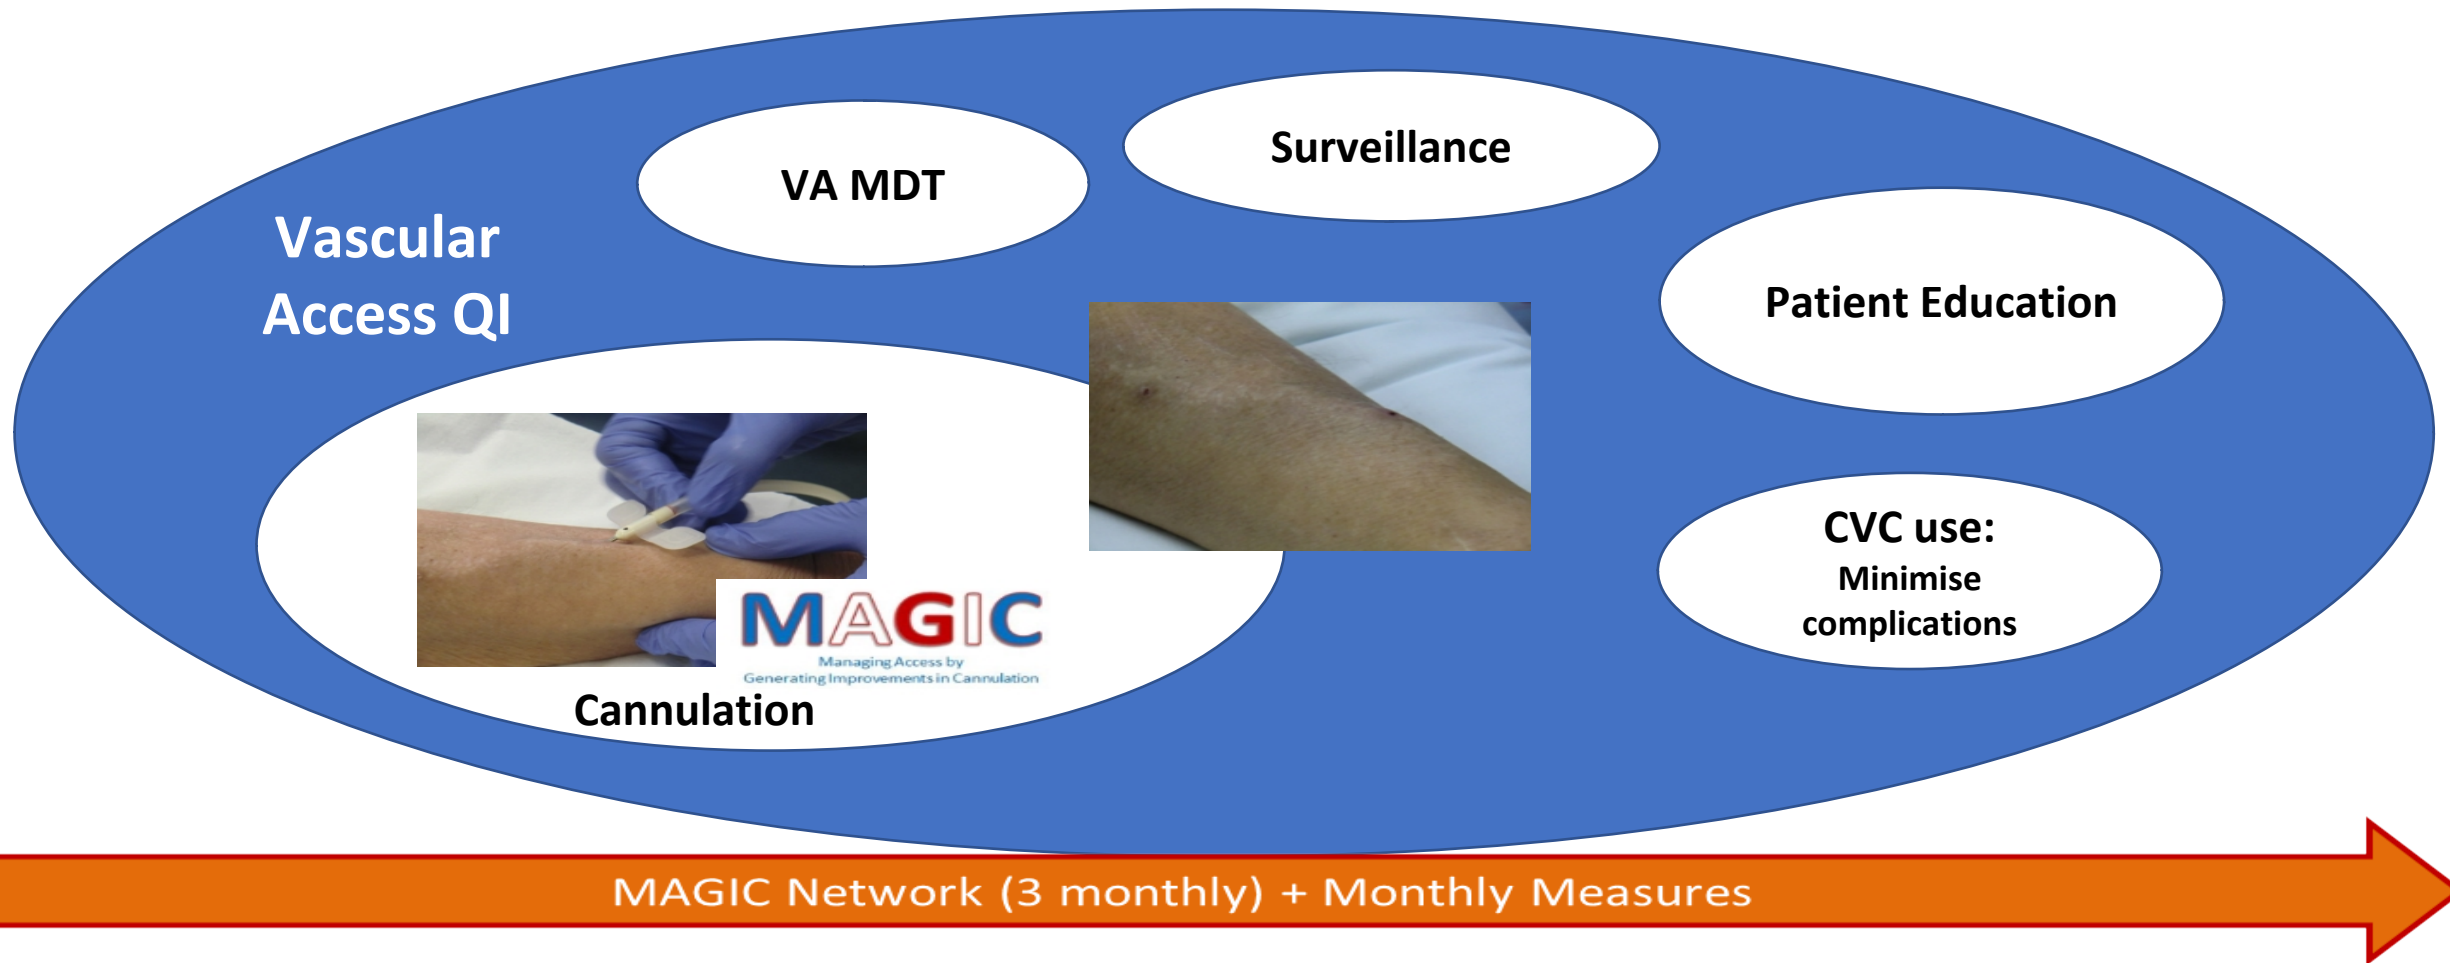 Vascular
Access QI
VA MDT
Surveillance
Patient Education
CVC use:
Minimise
complications
MAGIC
Managing Access by
Generating Improvements in Cannulation
Cannulation
MAGIC Network (3 monthly) + Monthly Measures